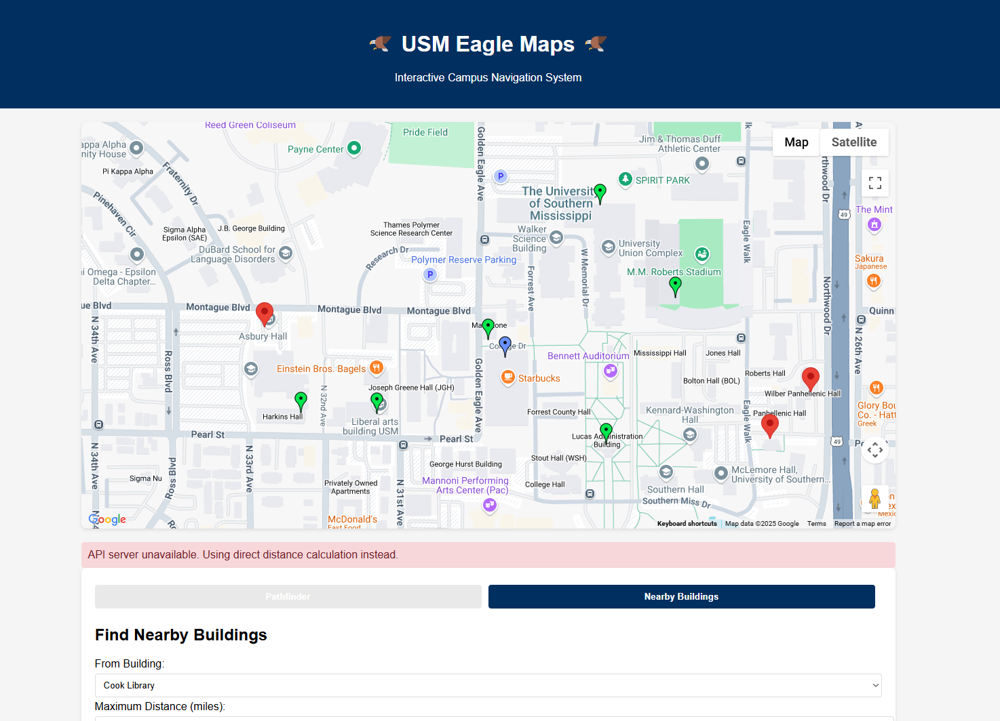 USM Eagle Maps
Interactive Campus Navigation System
Reed Green Coliseum
Pride Field
Golden Eagle Ave
Jim & Thomas Duff
Athletic Center
Map
Satellite
appa Alpha
nity House
Payne Center
Pi Kappa Alpha
Fraternity Dr
P
SPIRIT PARK
The University
of Southern
Mississippi
rthwood Dr
Pinehaven Cir
49
The Mint
Sigma Alpha
Epsilon (SAE)
J.B. George Building
Thames Polymer
Science Research Center
Walker
Science
Building
University
Union Complex
Eagle Walk
DuBard School for
Language Disorders
Research Dr
Polymer Reserve Parking
P
W Memorial Dr
M.M. Roberts Stadium
Sakura
Japanese
i Omega - Epsilon
Delta Chapter...
Forrest Ave
Northwood Dr
ue Blvd
Montague Blvd
Montague Blvd
Montague Blvd
Quinn
N 34th Ave
Asbury Hall
College Dr
N 26th Ave
Ross Blvd
Bennett Auditorium
Mississippi Hall
Jones Hall
Einstein Bros. Bagels
Golden Eagle Ave
Starbucks
Roberts Hall
Bolton Hall (BOL)
Joseph Greene Hall (JGH)
N 32nd Ave
Wilber Panhellenic Hall
Harkins Hall
Forrest County Hall
Kennard-Washington
Hall
Eagle Walk
Panhellenic Hall
Glory Bou
Co. - Hatt
Greek
Liberal arts
building USM
Pearl St
Pearl St
Lucas Administration
Building
49
Pe
N 34th Ave
N 33rd Ave
Ross Blvd
George Hurst Building
Stout Hall (WSH)
Sigma Nu
Privately Owned
Apartments
N 31st Ave
Mannoni Performing
Arts Center (Pac)
College Hall
McLemore Hall,
University of Southern...
Southern Hall
Southern Miss Dr
McDonald's
Fast Food
Google
Keyboard shortcuts
Map data ©2025 Google
Terms
Report a map error
API server unavailable. Using direct distance calculation instead.
Pathfinder
Nearby Buildings
Find Nearby Buildings
From Building:
Cook Library
Maximum Distance (miles):